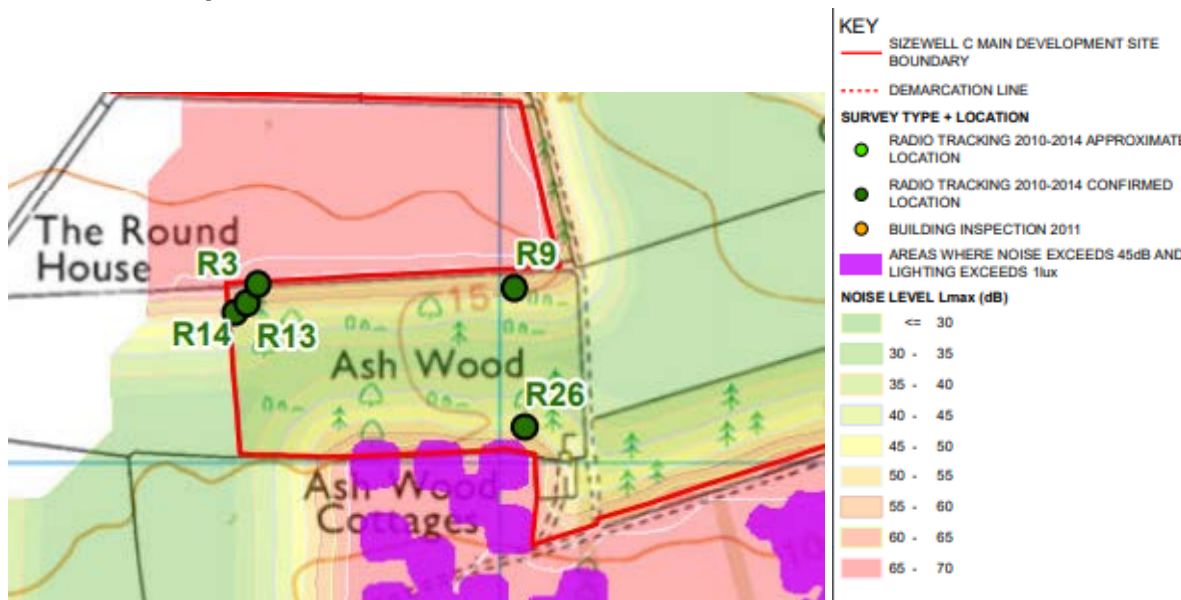 The Round
House
R3
R9
15
R14
R13
Ash Wood
R26
Ash Wood
Cottages
10
KEY
SIZEWELL C MAIN DEVELOPMENT SITE
BOUNDARY
DEMARCATION LINE
SURVEY TYPE + LOCATION
RADIO TRACKING 2010-2014 APPROXIMATE
LOCATION
RADIO TRACKING 2010-2014 CONFIRMED
LOCATION
BUILDING INSPECTION 2011
AREAS WHERE NOISE EXCEEDS 45dB AND
LIGHTING EXCEEDS 1lux
NOISE LEVEL Lmax (dB)
<= 30
30 - 35
35 - 40
40 - 45
45 - 50
50 - 55
55 - 60
60 - 65
65 - 70